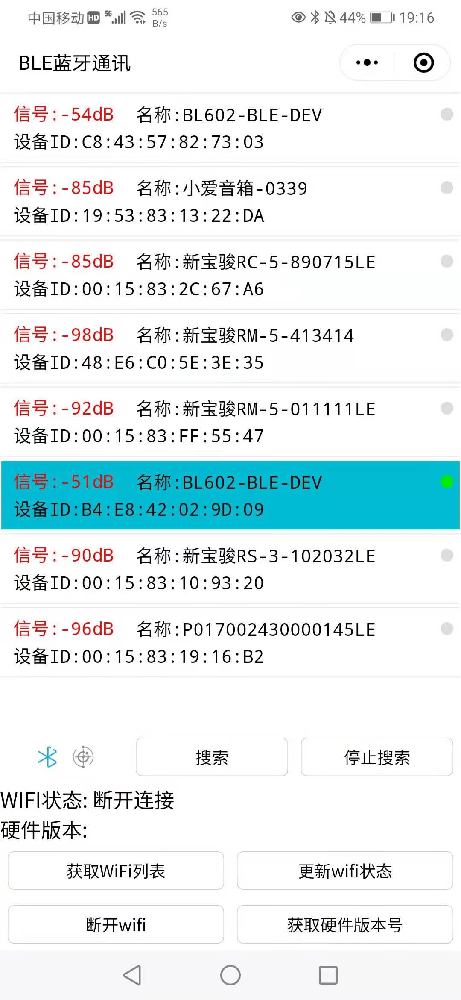 中国移动 HD 5G 565 B/s 44% 19:16
BLE蓝牙通讯
信号:-54dB 名称:BL602-BLE-DEV
设备ID:C8:43:57:82:73:03
信号:-85dB 名称:小爱音箱-0339
设备ID:19:53:83:13:22:DA
信号:-85dB 名称:新宝骏RC-5-890715LE
设备ID:00:15:83:2C:67:A6
信号:-98dB 名称:新宝骏RM-5-413414
设备ID:48:E6:C0:5E:3E:35
信号:-92dB 名称:新宝骏RM-5-011111LE
设备ID:00:15:83:FF:55:47
信号:-51dB 名称:BL602-BLE-DEV
设备ID:B4:E8:42:02:9D:09
信号:-90dB 名称:新宝骏RS-3-102032LE
设备ID:00:15:83:10:93:20
信号:-96dB 名称:P017002430000145LE
设备ID:00:15:83:19:16:B2
搜索 停止搜索
WIFI状态: 断开连接
硬件版本:
获取WiFi列表 更新wifi状态
断开wifi 获取硬件版本号